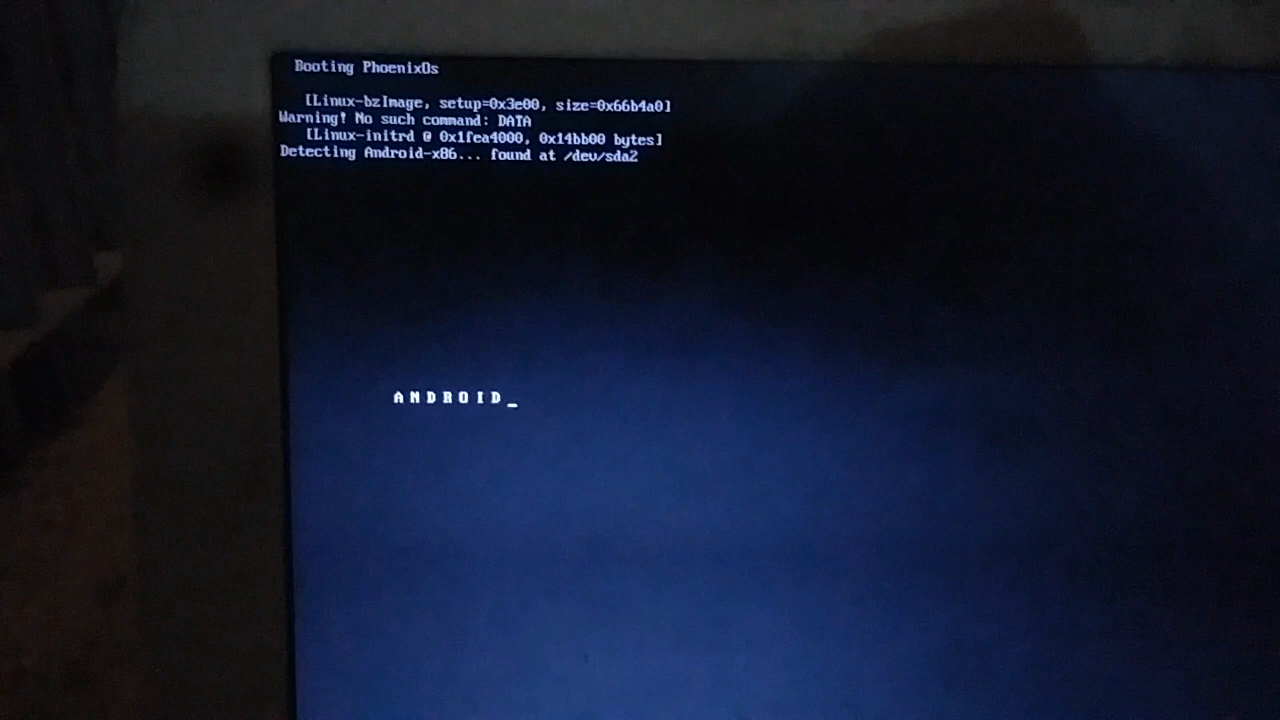 Booting PhoenixOs
[Linux-bzImage, setup=0x3e00, size=0x66b4a0]
Warning! No such command: DATA
[Linux-initrd @ 0x1fea4000, 0x14bb00 bytes]
Detecting Android-x86... found at /dev/sda2
A N D R O I D _